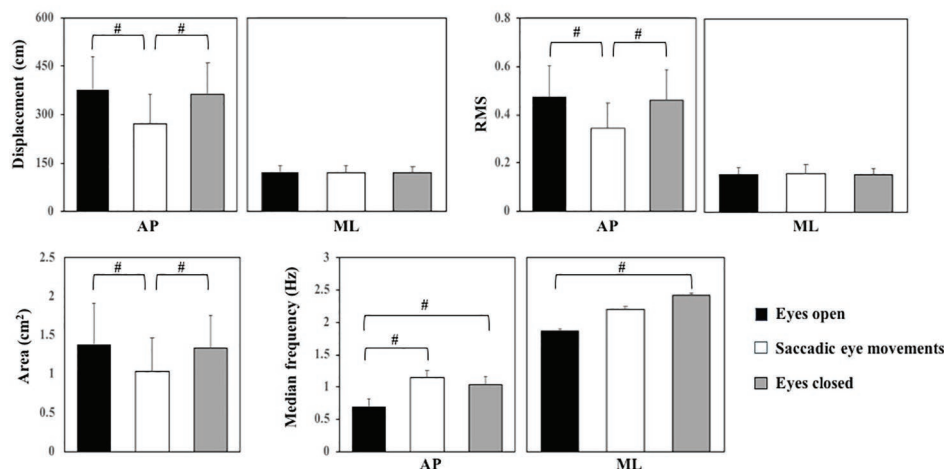 Displacement (cm)
600
450
300
150
0
# #
AP
ML
RMS
0.8
0.6
0.4
0.2
0
# #
AP
ML
Area (cm²)
2.5
2
1.5
1
0.5
0
# #
Median frequency (Hz)
3
2.5
2
1.5
1
0.5
0
#
#
AP
#
ML
Eyes open
Saccadic eye movements
Eyes closed